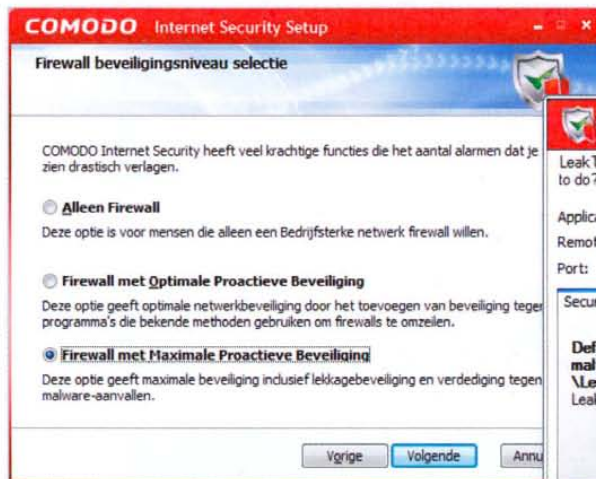 COMODO Internet Security Setup
Firewall beveiligingsniveau selectie
COMODO Internet Security heeft veel krachtige functies die het aantal alarmen dat je
zien drastisch verlagen.
Alleen Firewall
Deze optie is voor mensen die alleen een Bedrijfsterke netwerk firewall willen.
Firewall met Optimale Proactieve Beveiliging
Deze optie geeft optimale netwerkbeveiliging door het toevoegen van beveiliging
programma's die bekende methoden gebruiken om firewalls te omzeilen.
Firewall met Maximale Proactieve Beveiliging
Deze optie geeft maximale beveiliging inclusief lekkagebeveiliging en verdediging tegen
malware-aanvallen.
Vorige Volgende
to do?
Port: